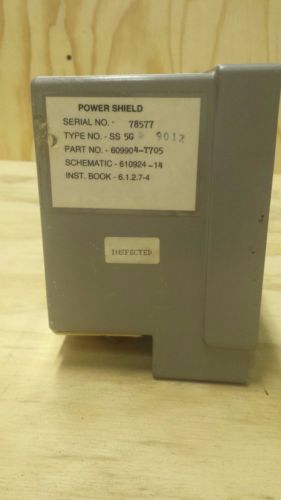 POWER SHIELD
SERIAL NO. - 78577
TYPE NO. - SS 5G * 9012
PART NO. - 609904-T705
SCHEMATIC - 610924-14
INST. BOOK - 6.1.2.7-4
INSPECTED